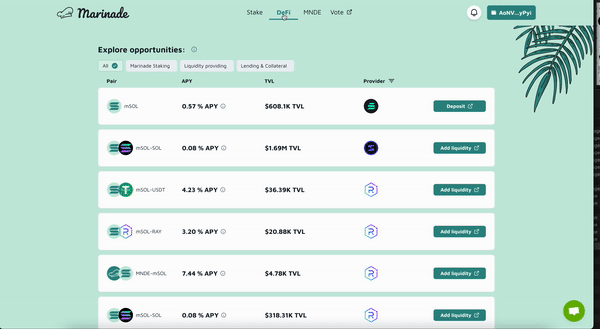 Marinade
Stake DeFi MNDE Vote
AoNV...yPyi
Explore opportunities:
All Marinade Staking Liquidity providing Lending & Collateral
Pair APY TVL Provider
mSOL 0.57 % APY $608.1K TVL Deposit
mSOL-SOL 0.08 % APY $1.69M TVL Add liquidity
mSOL-USDT 4.23 % APY $36.39K TVL Add liquidity
mSOL-RAY 3.20 % APY $20.88K TVL Add liquidity
MNDE-mSOL 7.44 % APY $4.78K TVL Add liquidity
mSOL-SOL 0.08 % APY $318.31K TVL Add liquidity